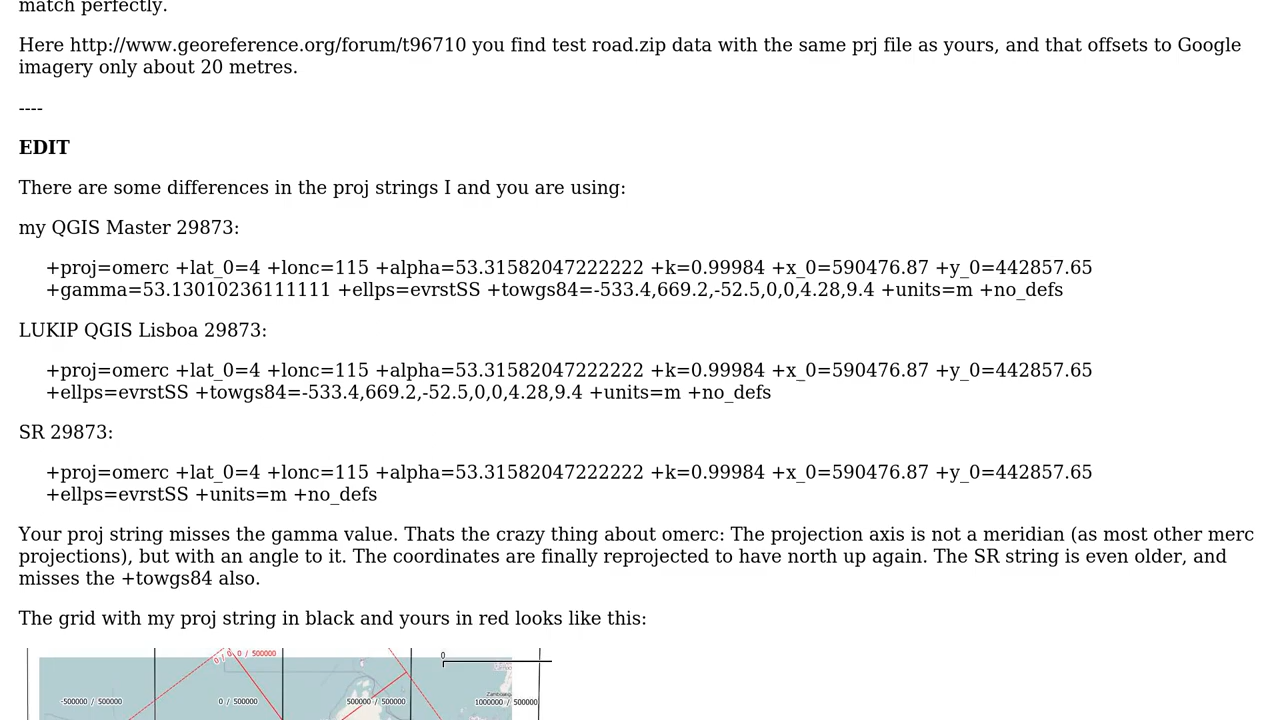 match perfectly.
Here http://www.georeference.org/forum/t96710 you find test road.zip data with the same prj file as yours, and that offsets to Google
imagery only about 20 metres.
----
EDIT
There are some differences in the proj strings I and you are using:
my QGIS Master 29873:
+proj=omerc +lat_0=4 +lonc=115 +alpha=53.31582047222222 +k=0.99984 +x_0=590476.87 +y_0=442857.65
+gamma=53.13010236111111 +ellps=evrstSS +towgs84=-533.4,669.2,-52.5,0,0,4.28,9.4 +units=m +no_defs
LUKIP QGIS Lisboa 29873:
+proj=omerc +lat_0=4 +lonc=115 +alpha=53.31582047222222 +k=0.99984 +x_0=590476.87 +y_0=442857.65
+ellps=evrstSS +towgs84=-533.4,669.2,-52.5,0,0,4.28,9.4 +units=m +no_defs
SR 29873:
+proj=omerc +lat_0=4 +lonc=115 +alpha=53.31582047222222 +k=0.99984 +x_0=590476.87 +y_0=442857.65
+ellps=evrstSS +units=m +no_defs
Your proj string misses the gamma value. Thats the crazy thing about omerc: The projection axis is not a meridian (as most other merc
projections), but with an angle to it. The coordinates are finally reprojected to have north up again. The SR string is even older, and
misses the +towgs84 also.
The grid with my proj string in black and yours in red looks like this:
0 / 0 0 / 500000 0
-500000 / 500000 0 / 500000 500000 / 500000 1000000 / 500000